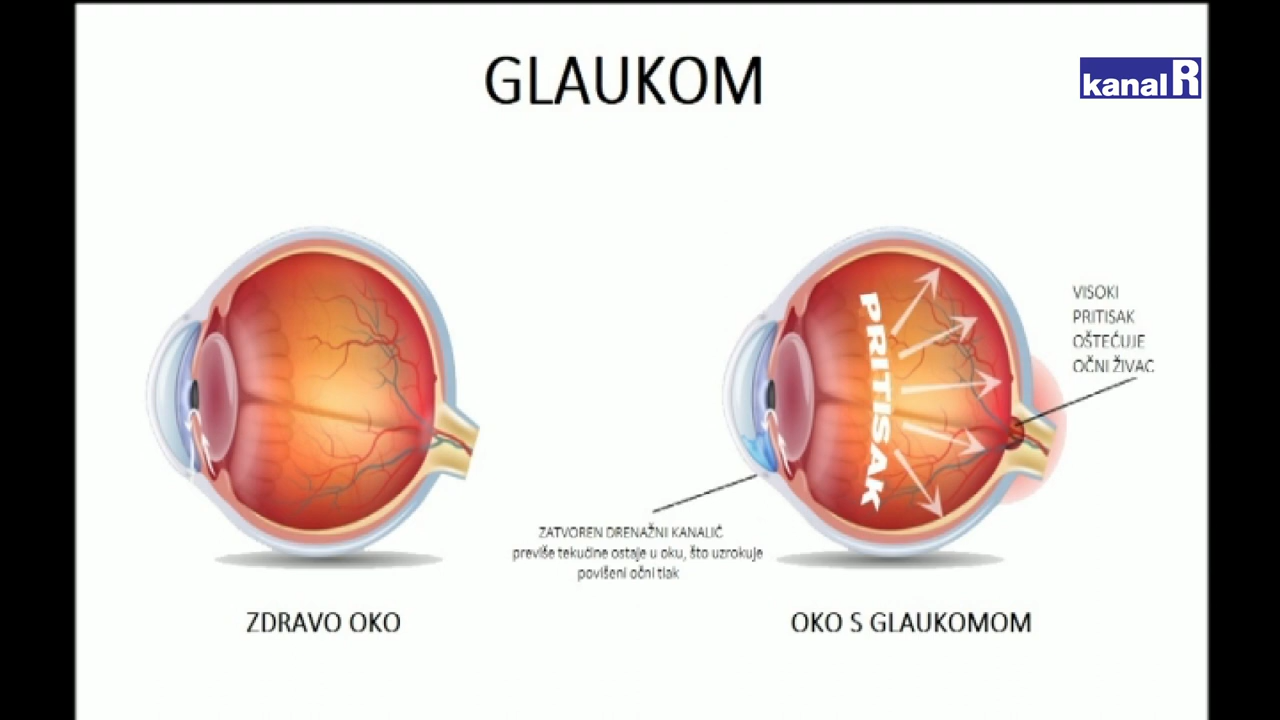 GLAUKOM
kanal R
VISOKI
PRITISAK
OŠTEĆUJE
OČNI ŽIVAC
PRITISAK
ZATVOREN DRENAŽNI KANALIĆ
previše tekućine ostaje u oku, što uzrokuje
povišeni očni tlak
ZDRAVO OKO
OKO S GLAUKOMOM